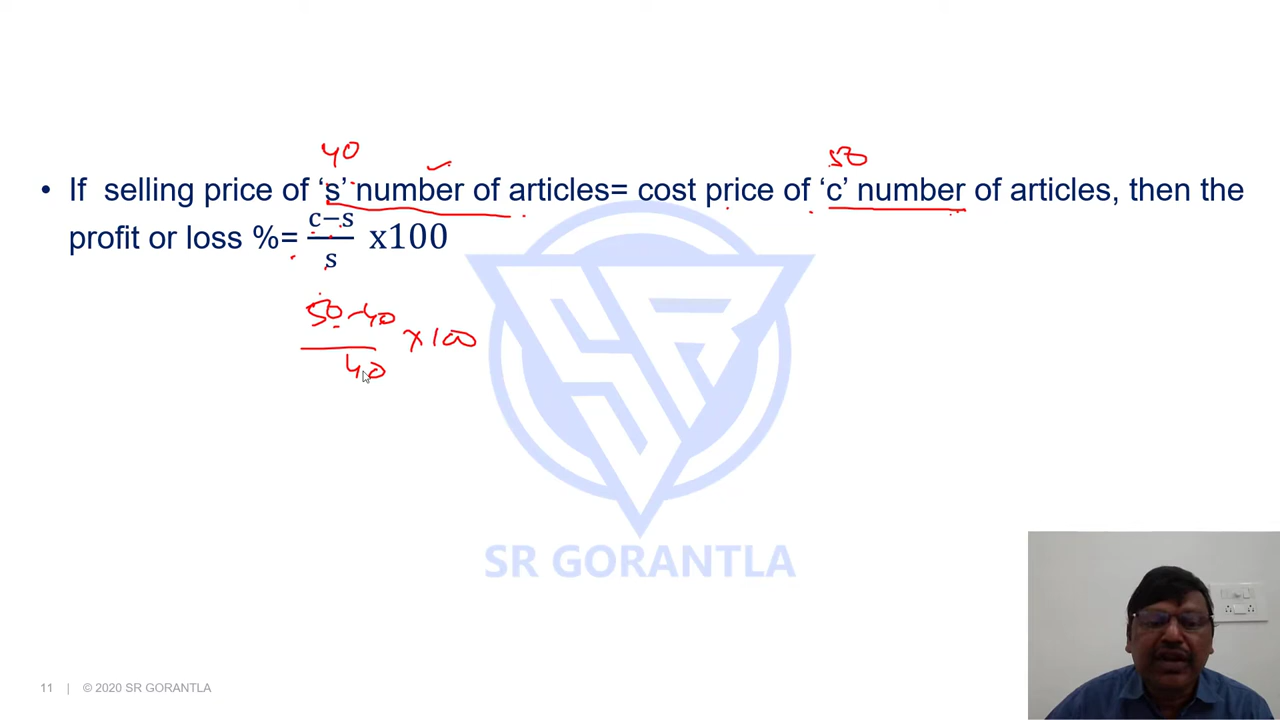 40 50
• If selling price of ‘s’ number of articles= cost price of ‘c’ number of articles, then the
profit or loss %= c−s/s x100
50-40/40 x100
SR GORANTLA
11 | © 2020 SR GORANTLA